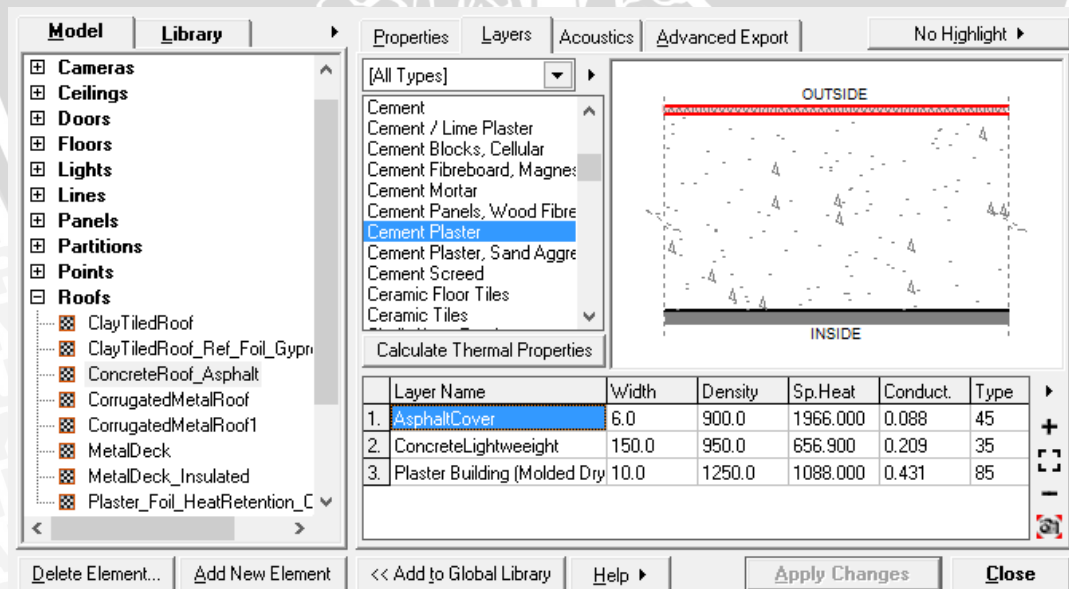 Model Library
Cameras
Ceilings
Doors
Floors
Lights
Lines
Panels
Partitions
Points
Roofs
ClayTiledRoof
ClayTiledRoof_Ref_Foil_Gypr
ConcreteRoof_Asphalt
CorrugatedMetalRoof
CorrugatedMetalRoof1
MetalDeck
MetalDeck_Insulated
Plaster_Foil_HeatRetention_C
Delete Element... Add New Element
Properties Layers Acoustics Advanced Export No Highlight
[All Types]
Cement
Cement / Lime Plaster
Cement Blocks, Cellular
Cement Fibreboard, Magnes
Cement Mortar
Cement Panels, Wood Fibre
Cement Plaster
Cement Plaster, Sand Aggre
Cement Screed
Ceramic Floor Tiles
Ceramic Tiles
Calculate Thermal Properties
OUTSIDE
INSIDE
Layer Name Width Density Sp.Heat Conduct. Type
1. AsphaltCover 6.0 900.0 1966.000 0.088 45
2. ConcreteLightweeight 150.0 950.0 656.900 0.209 35
3. Plaster Building (Molded Dry 10.0 1250.0 1088.000 0.431 85
<< Add to Global Library Help Apply Changes Close